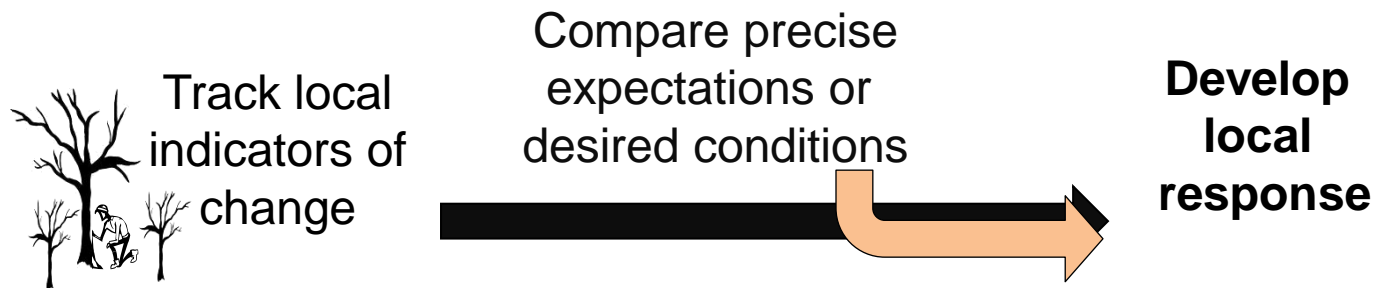 Track local
indicators of
change
Compare precise
expectations or
desired conditions
Develop
local
response